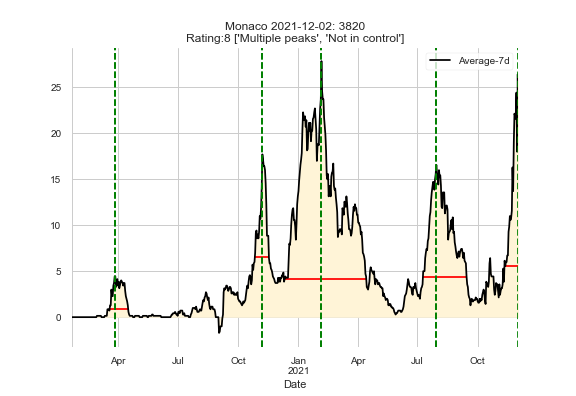 Monaco 2021-12-02: 3820
Rating:8 ['Multiple peaks', 'Not in control']
Average-7d
25
20
15
10
5
0
Apr Jul Oct Jan Apr Jul Oct
2021
Date